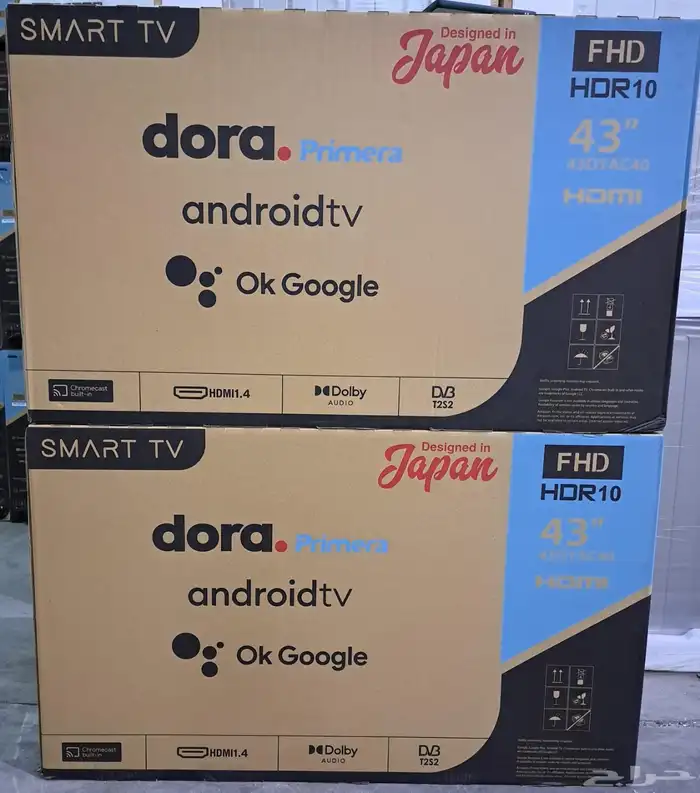 SMART TV
Designed in
Japan
FHD
HDR10
dora. Primera
43"
43DTAC40
HDMI
androidtv
Ok Google
Chromecast
built-in
HDMI1.4
Dolby
AUDIO
DVB
T2S2
SMART TV
Designed in
Japan
FHD
HDR10
dora. Primera
43"
HDMI
androidtv
Ok Google
Chromecast
built-in
HDMI1.4
Dolby
AUDIO
DVB
T2S2
حراج